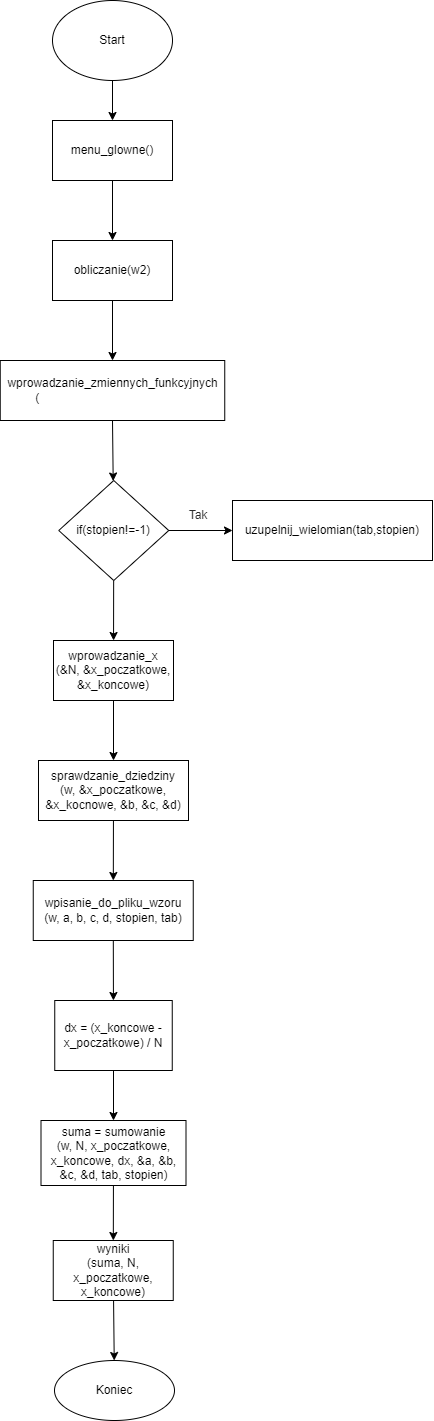 Start
menu_glowne()
obliczanie(w2)
wprowadzanie_zmiennych_funkcyjnych
(
if(stopien!=-1)
Tak
uzupelnij_wielomian(tab,stopien)
wprowadzanie_x
(&N, &x_poczatkowe,
&x_koncowe)
sprawdzanie_dziedziny
(w, &x_poczatkowe,
&x_kocnowe, &b, &c, &d)
wpisanie_do_pliku_wzoru
(w, a, b, c, d, stopien, tab)
dx = (x_koncowe -
x_poczatkowe) / N
suma = sumowanie
(w, N, x_poczatkowe,
x_koncowe, dx, &a, &b,
&c, &d, tab, stopien)
wyniki
(suma, N,
x_poczatkowe,
x_koncowe)
Koniec